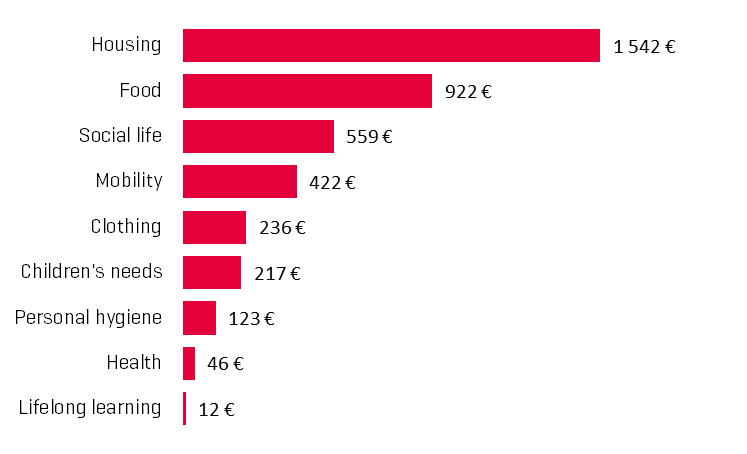 Housing 1 542 €
Food 922 €
Social life 559 €
Mobility 422 €
Clothing 236 €
Children's needs 217 €
Personal hygiene 123 €
Health 46 €
Lifelong learning 12 €